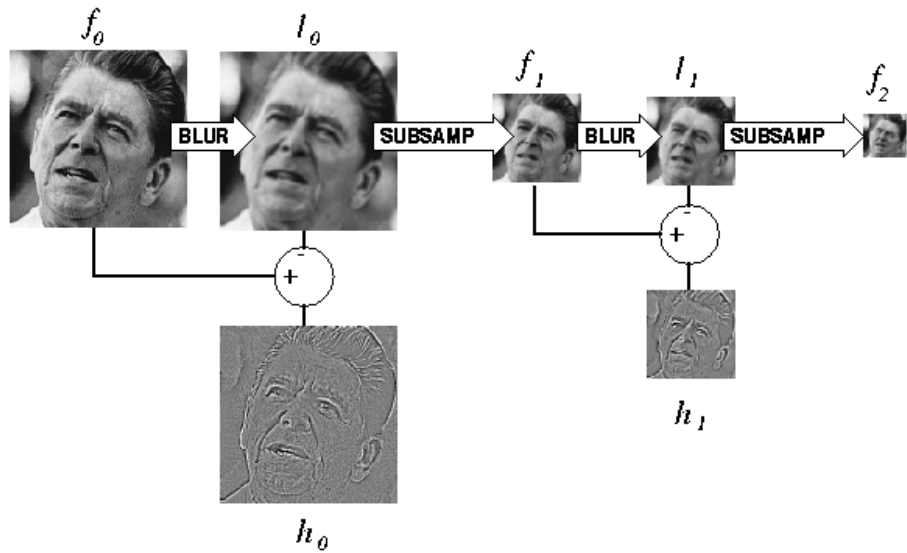 f₀
l₀
f₁
l₁
f₂
BLUR
SUBSAMP
BLUR
SUBSAMP
-
+
-
+
h₁
h₀